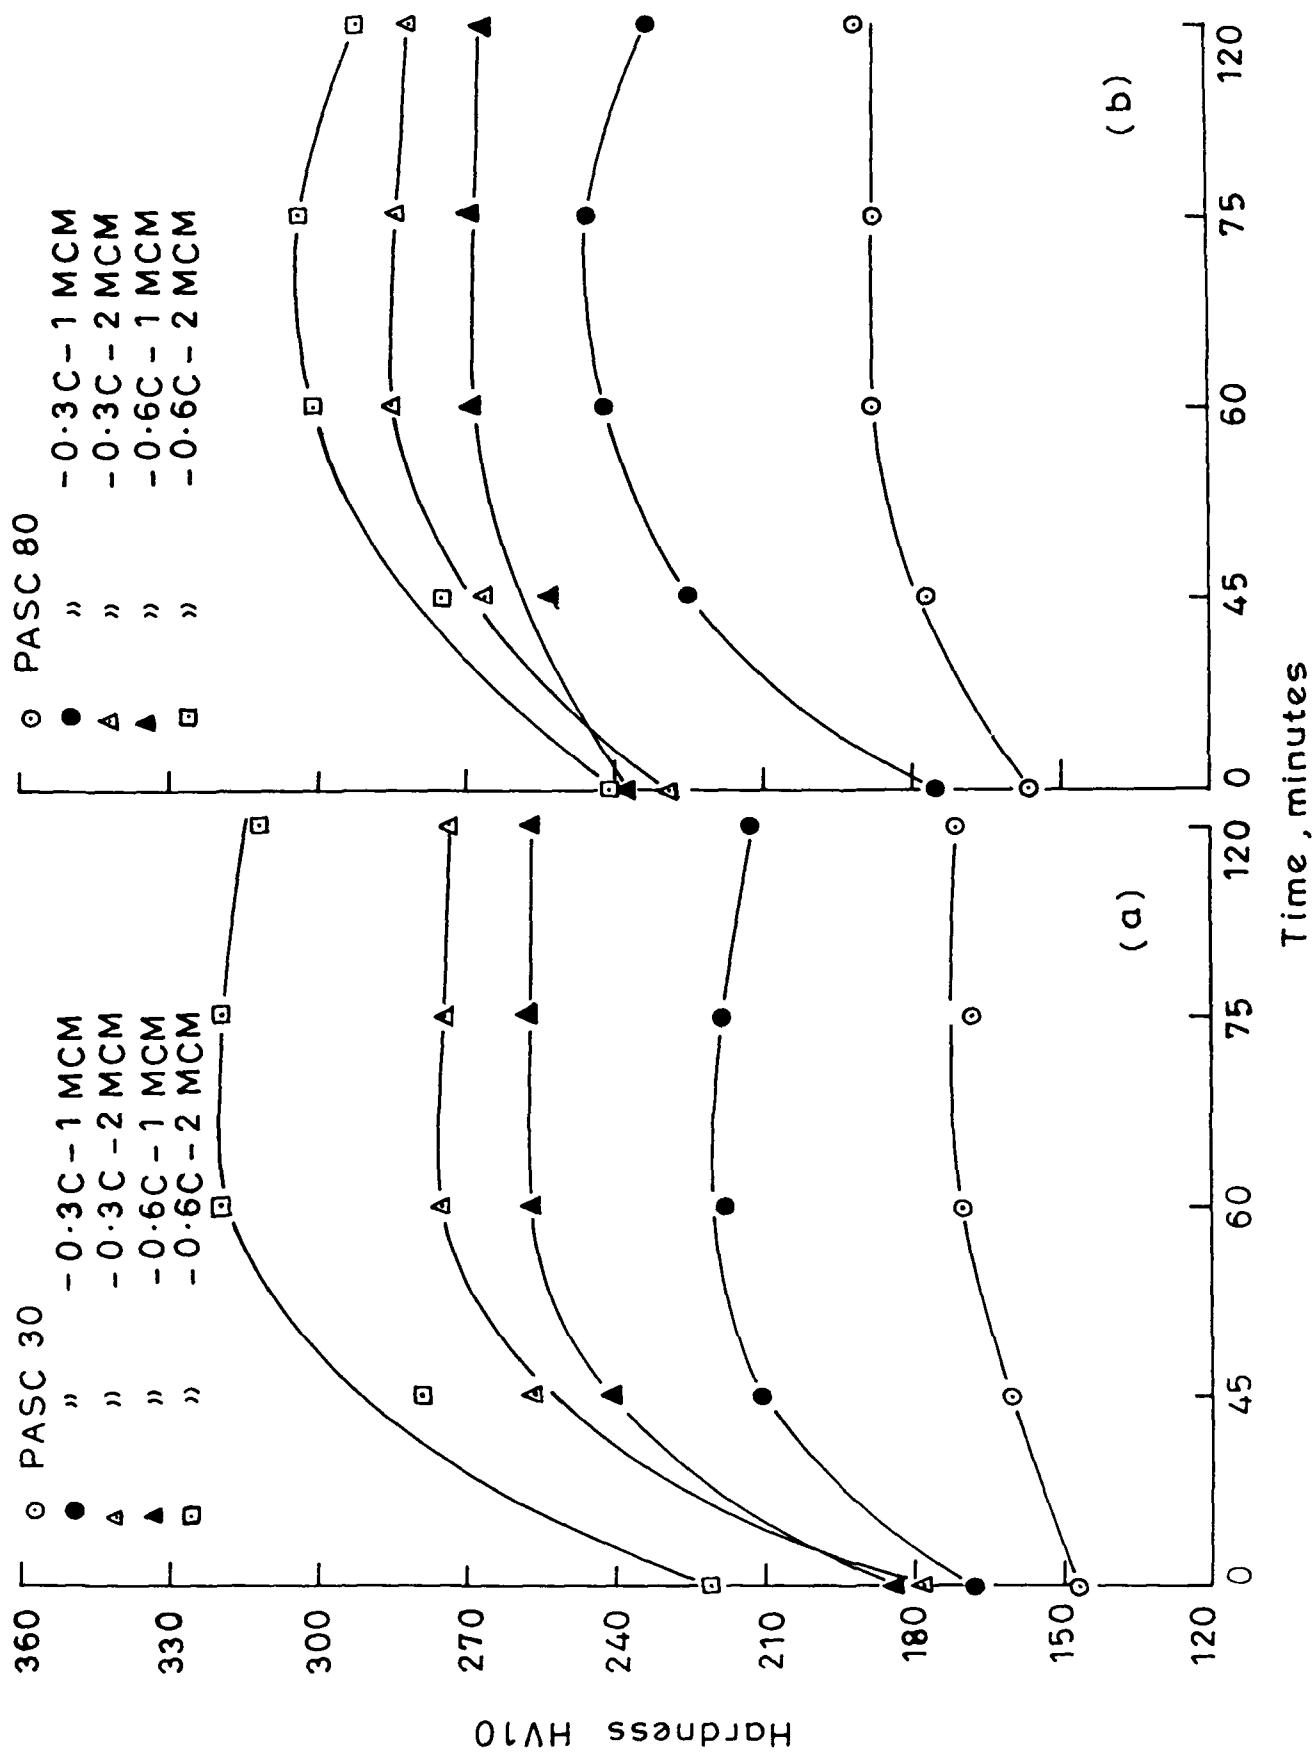 ⊙ PASC 30
● " -0·3C-1 MCM
△ " -0·3C-2 MCM
▲ " -0·6C-1 MCM
⊡ " -0·6C-2 MCM
⊙ PASC 80
● " -0·3C-1 MCM
△ " -0·3C-2 MCM
▲ " -0·6C-1 MCM
⊡ " -0·6C-2 MCM
Hardness HV10
360
330
300
270
240
210
180
150
120
(a)
(b)
0 45 60 75 120
0 45 60 75 120
Time, minutes